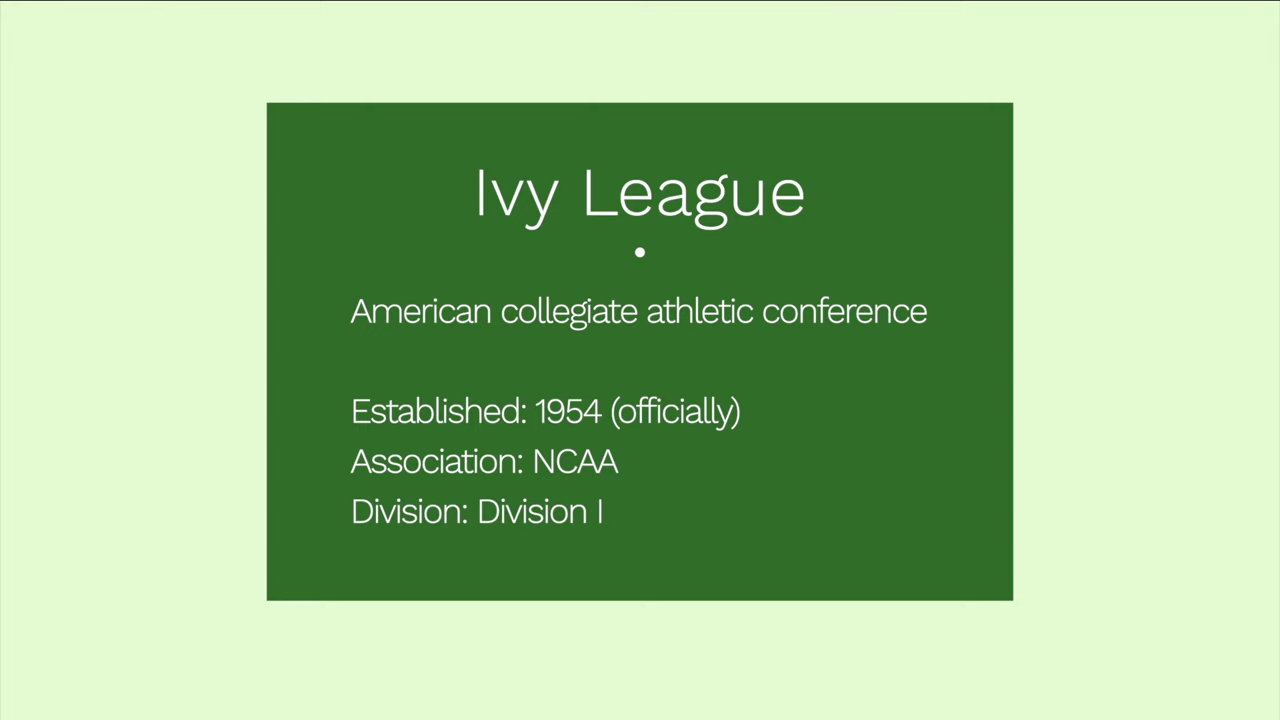 Ivy League
American collegiate athletic conference
Established: 1954 (officially)
Association: NCAA
Division: Division I